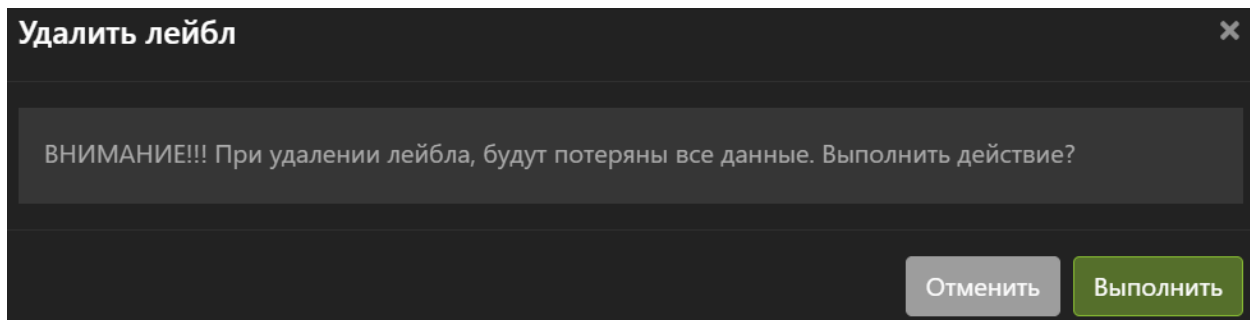 Удалить лейбл
ВНИМАНИЕ!!! При удалении лейбла, будут потеряны все данные. Выполнить действие?
Отменить Выполнить